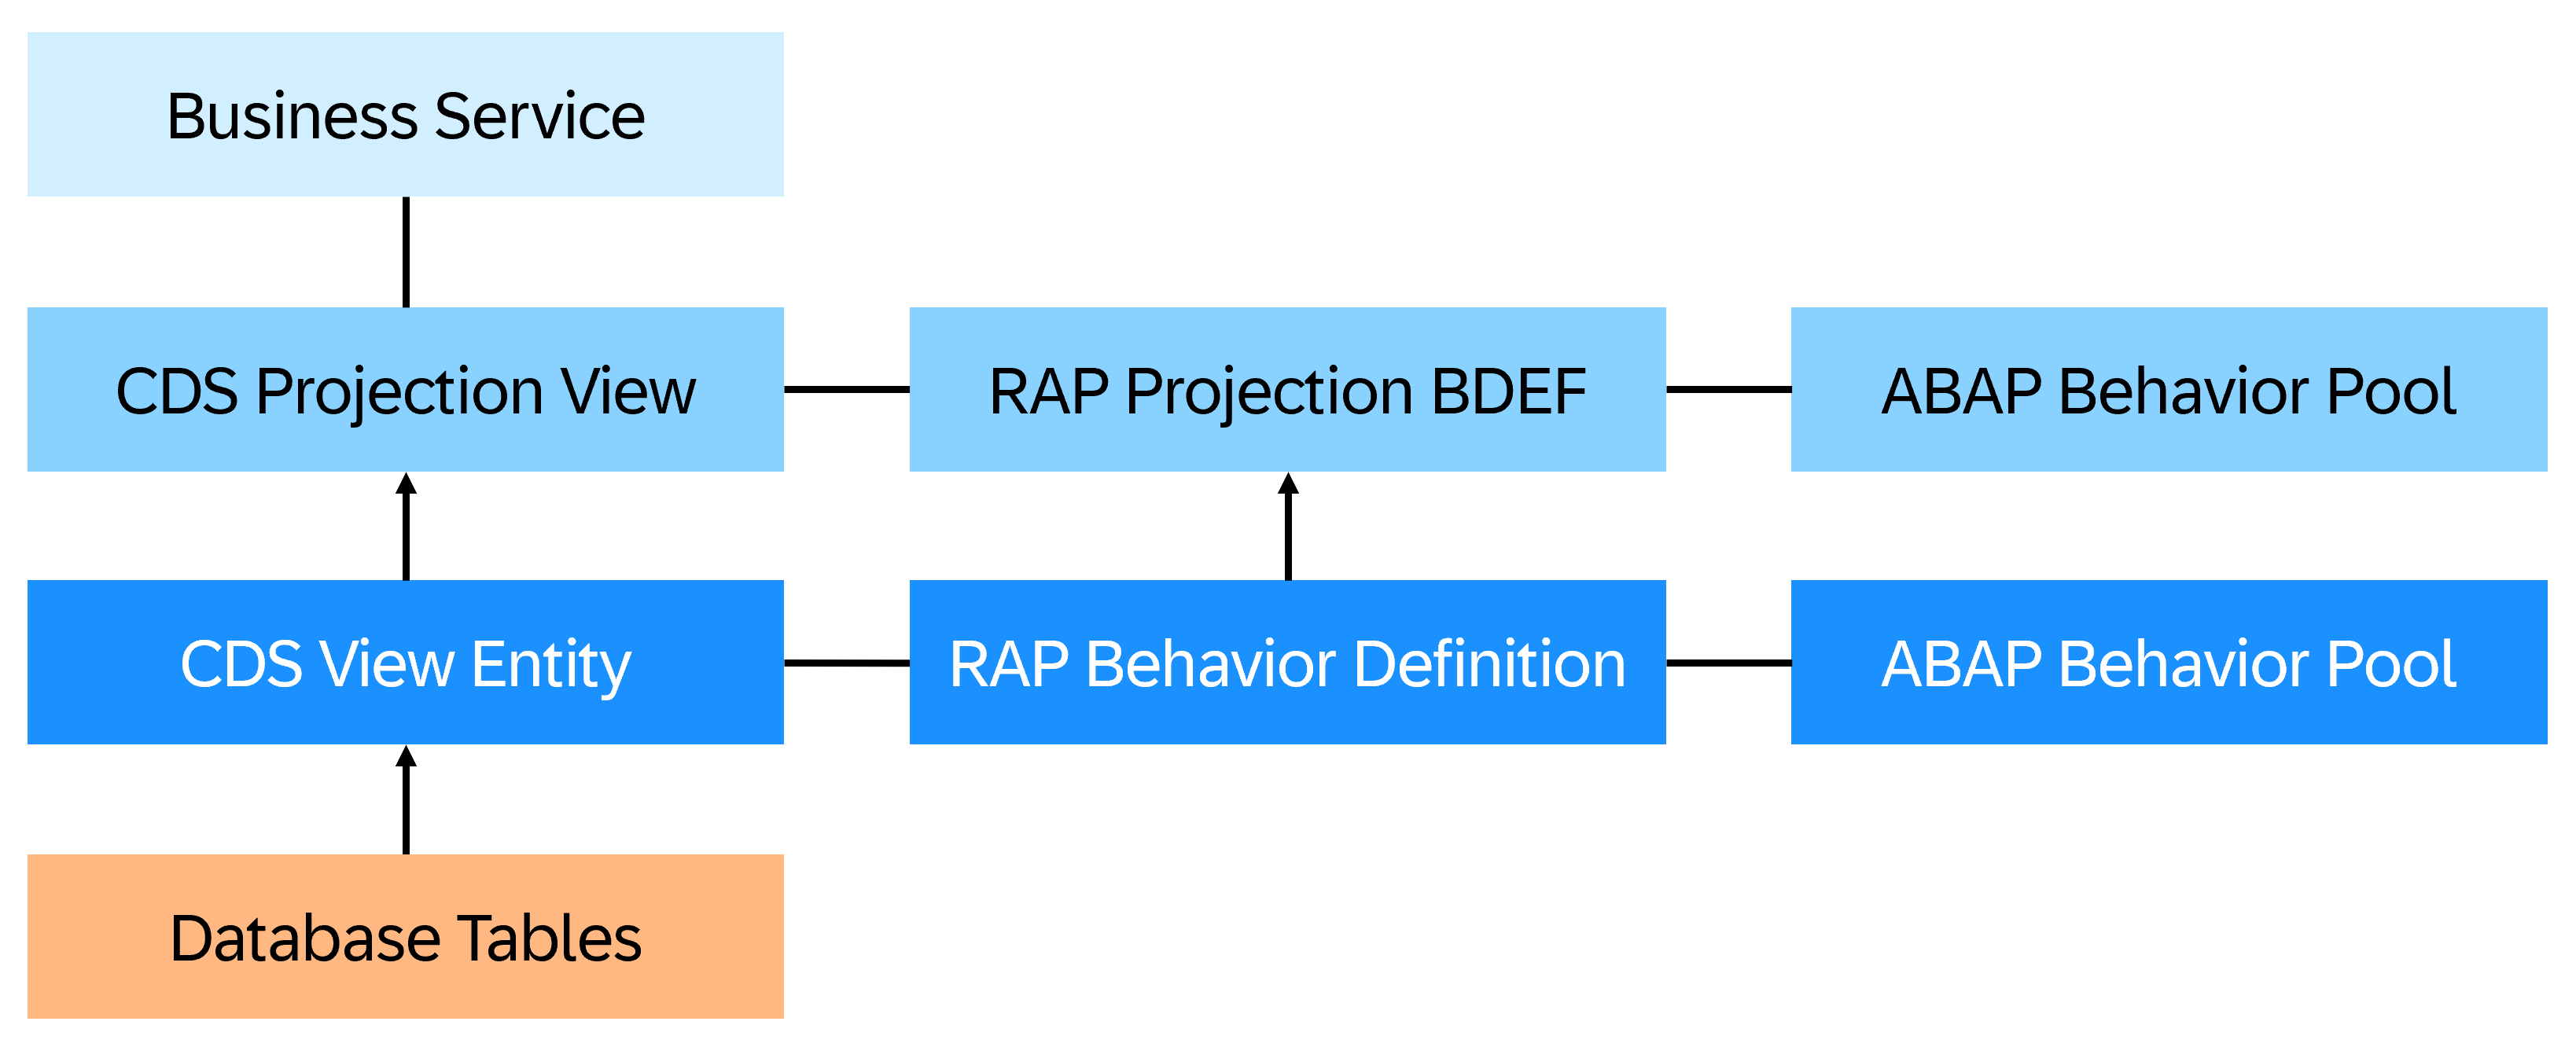 Business Service
CDS Projection View
RAP Projection BDEF
ABAP Behavior Pool
CDS View Entity
RAP Behavior Definition
ABAP Behavior Pool
Database Tables